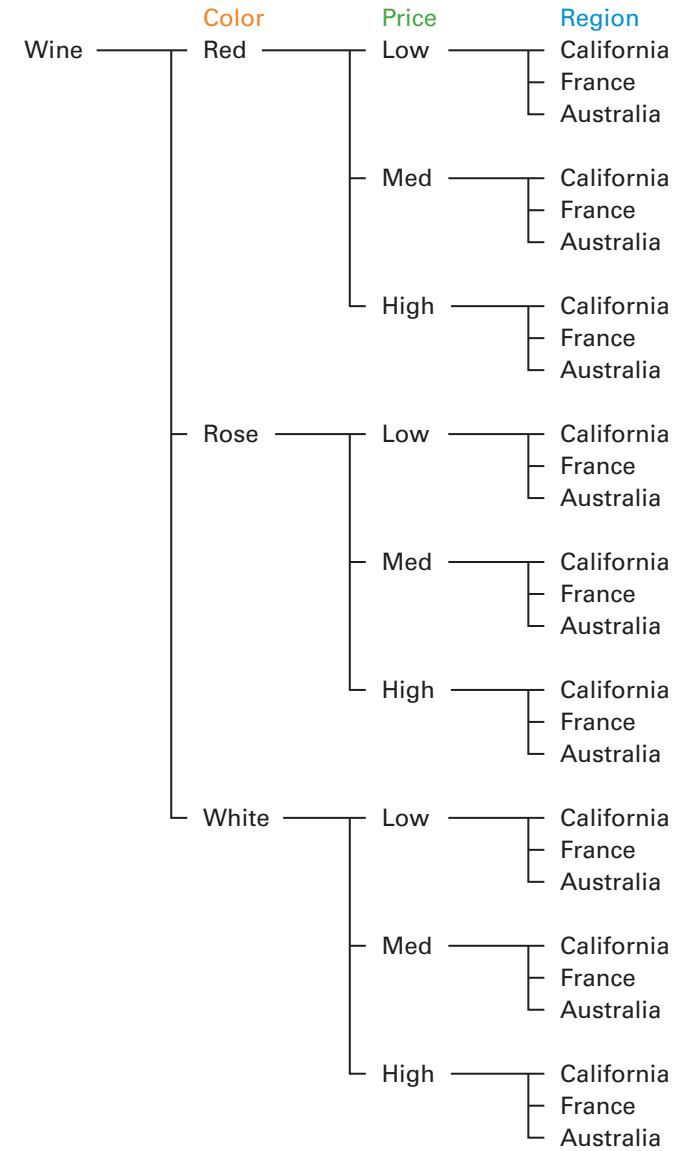 Color Price Region
Wine Red Low California
France
Australia
Med California
France
Australia
High California
France
Australia
Rose Low California
France
Australia
Med California
France
Australia
High California
France
Australia
White Low California
France
Australia
Med California
France
Australia
High California
France
Australia